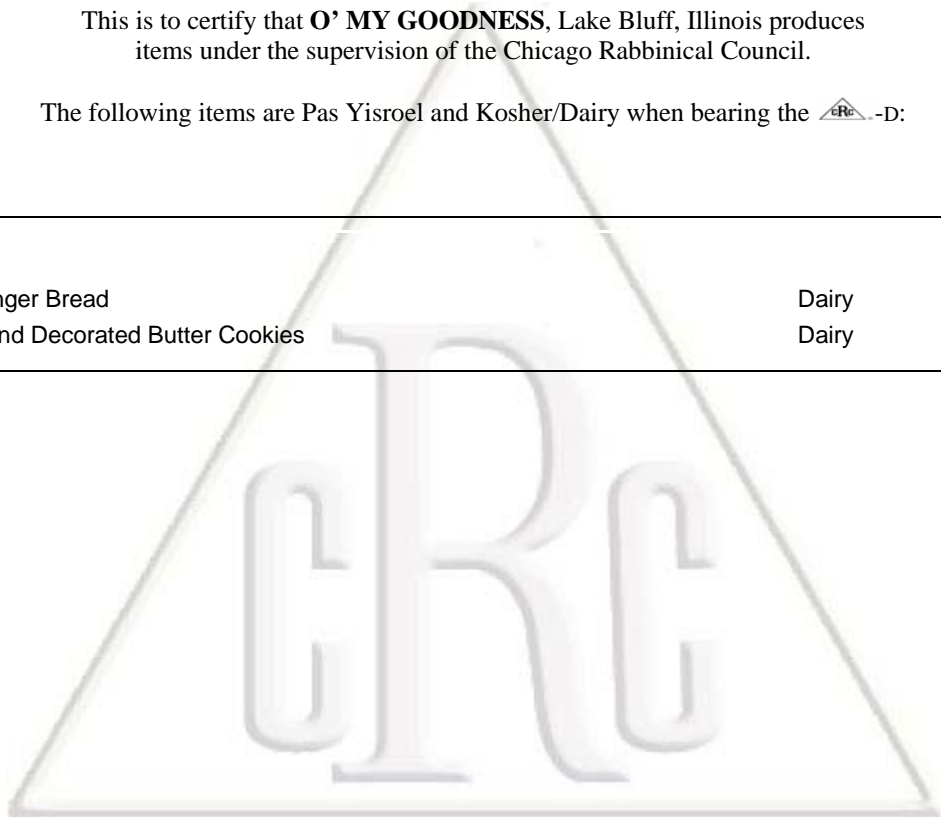 This is to certify that O’ MY GOODNESS, Lake Bluff, Illinois produces
items under the supervision of the Chicago Rabbinical Council.
The following items are Pas Yisroel and Kosher/Dairy when bearing the cRc -D:
nger Bread Dairy
nd Decorated Butter Cookies Dairy
cRc